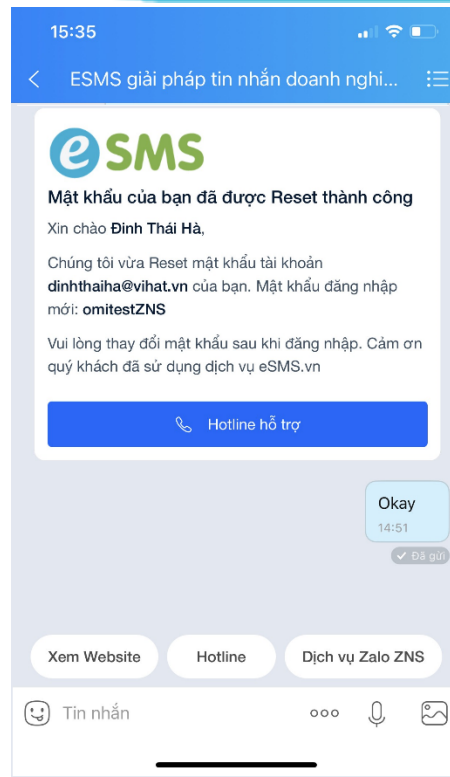 15:35
ESMS giải pháp tin nhắn doanh nghi...
eSMS
Mật khẩu của bạn đã được Reset thành công
Xin chào Đinh Thái Hà,
Chúng tôi vừa Reset mật khẩu tài khoản
dinhthaiha@vihat.vn của bạn. Mật khẩu đăng nhập
mới: omitestZNS
Vui lòng thay đổi mật khẩu sau khi đăng nhập. Cảm ơn
quý khách đã sử dụng dịch vụ eSMS.vn
Hotline hỗ trợ
Okay
14:51
Đã gửi
Xem Website Hotline Dịch vụ Zalo ZNS
Tin nhắn